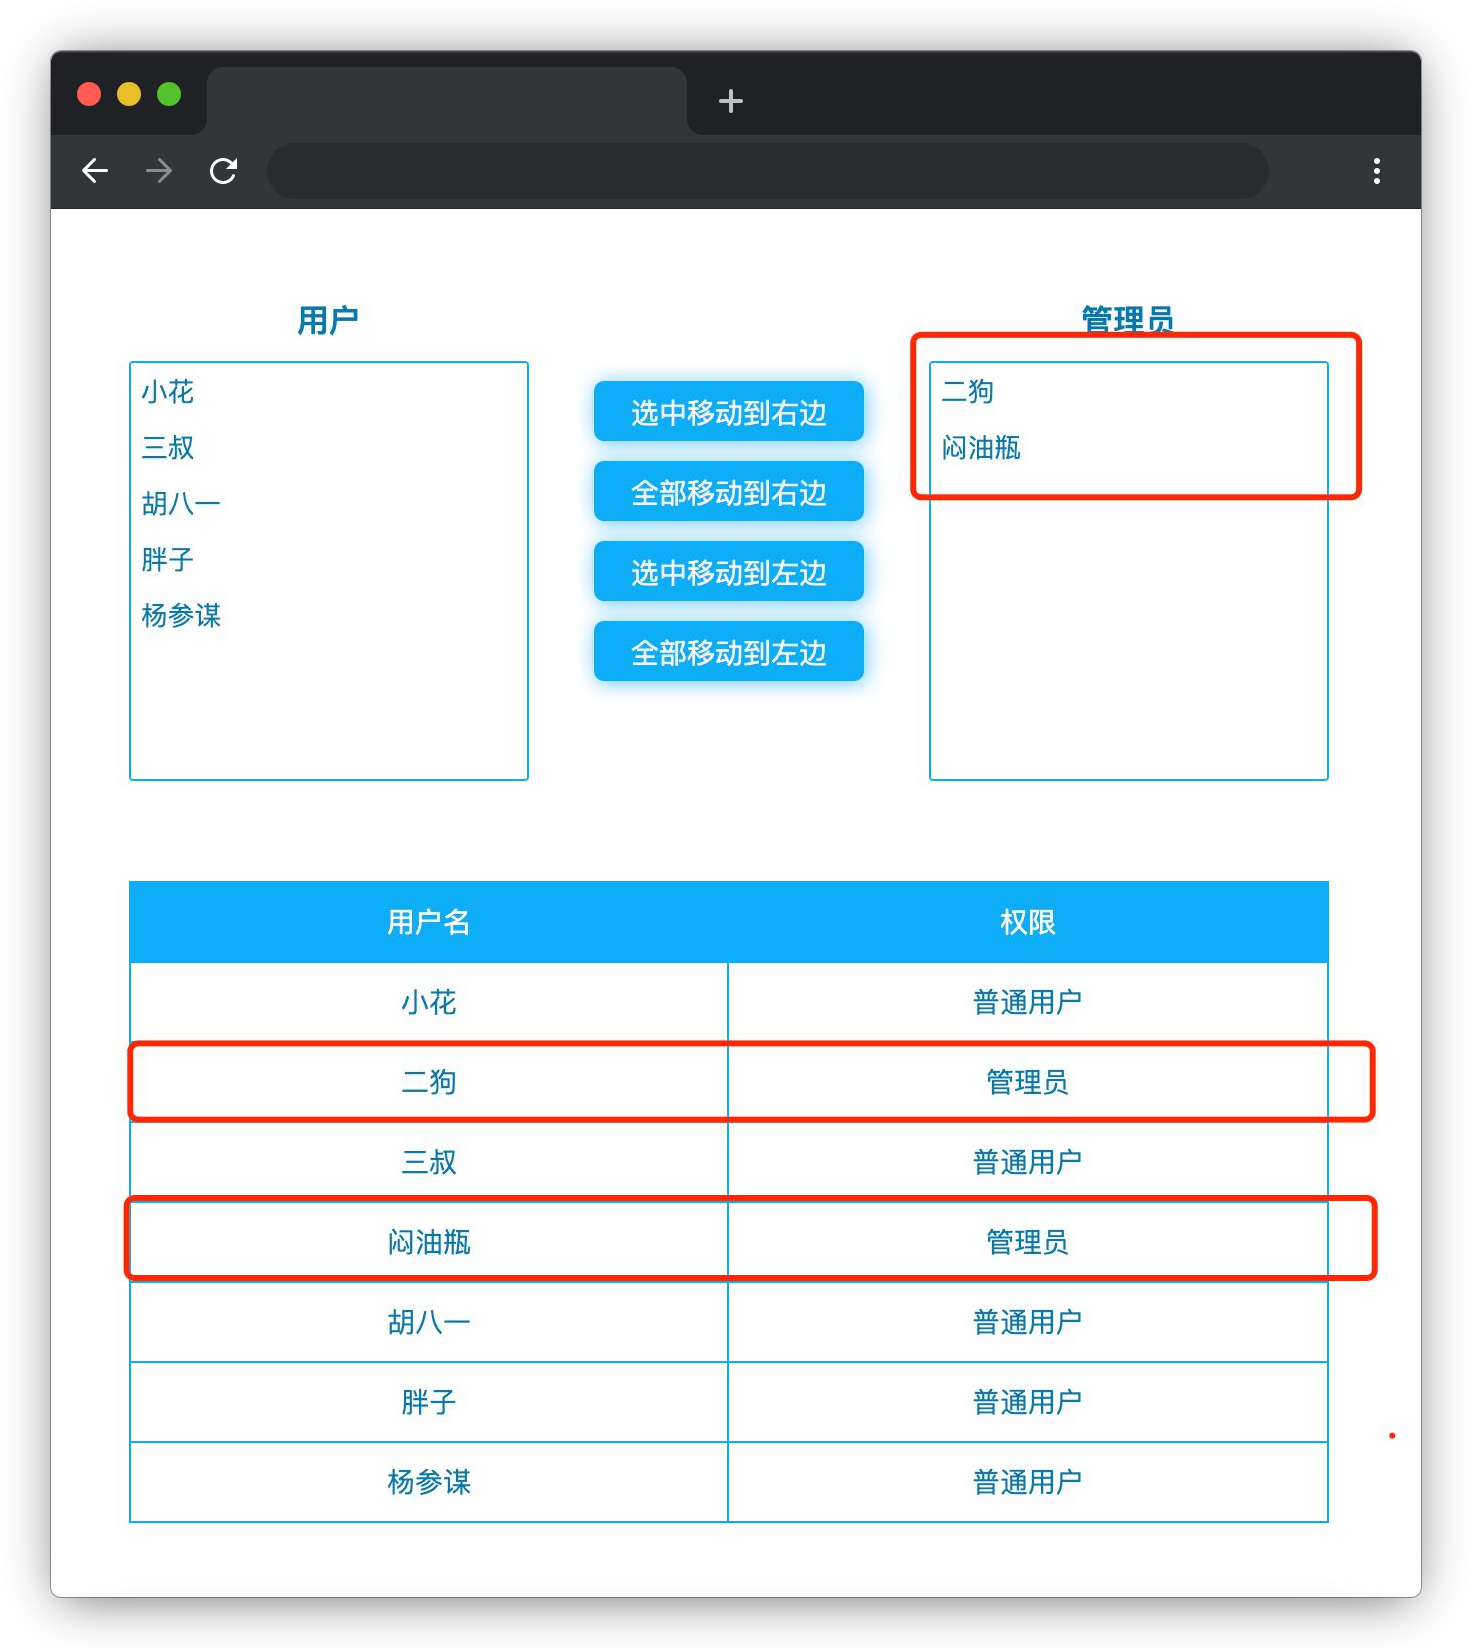 用户
管理员
小花
三叔
胡八一
胖子
杨参谋
选中移动到右边
全部移动到右边
选中移动到左边
全部移动到左边
二狗
闷油瓶
用户名 权限
小花 普通用户
二狗 管理员
三叔 普通用户
闷油瓶 管理员
胡八一 普通用户
胖子 普通用户
杨参谋 普通用户